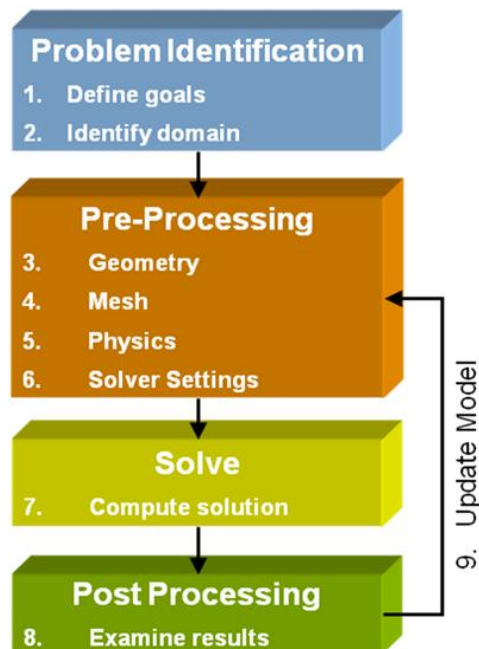 Problem Identification
1. Define goals
2. Identify domain
Pre-Processing
3. Geometry
4. Mesh
5. Physics
6. Solver Settings
Solve
7. Compute solution
Post Processing
8. Examine results
9. Update Model